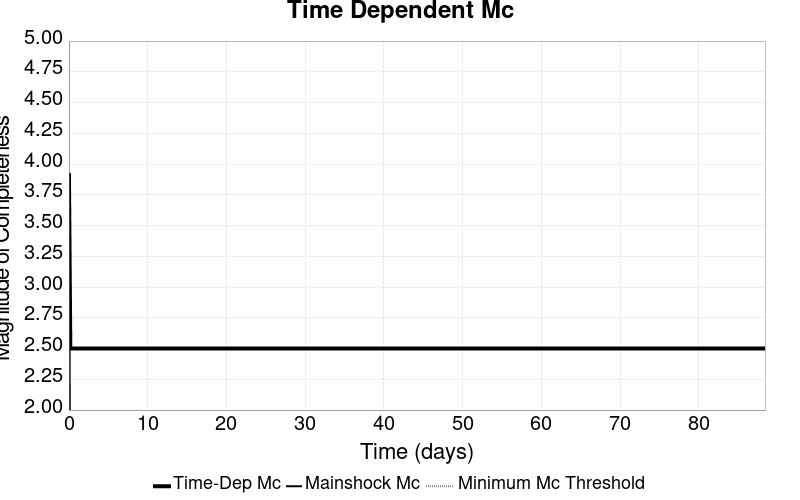 Time Dependent Mc
Magnitude of Completeness
5.00
4.75
4.50
4.25
4.00
3.75
3.50
3.25
3.00
2.75
2.50
2.25
2.00
0 10 20 30 40 50 60 70 80
Time (days)
Time-Dep Mc Mainshock Mc Minimum Mc Threshold